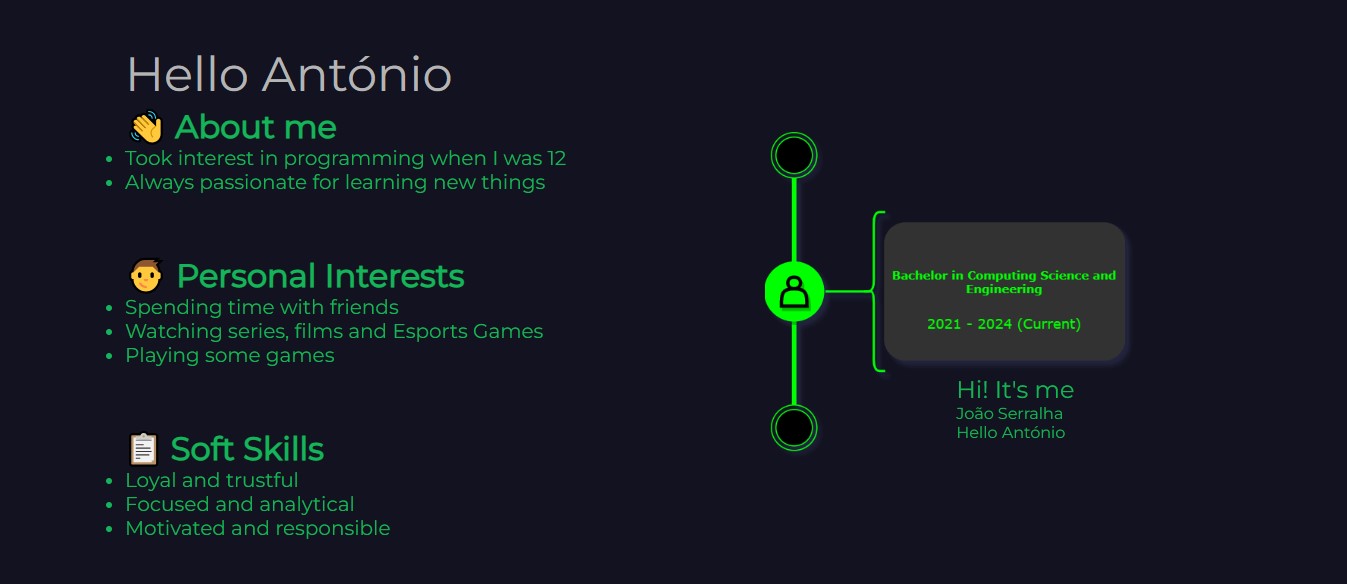 Hello António
👋 About me
Took interest in programming when I was 12
Always passionate for learning new things
Personal Interests
Spending time with friends
Watching series, films and Esports Games
Playing some games
Soft Skills
Loyal and trustful
Focused and analytical
Motivated and responsible
Bachelor in Computing Science and
Engineering
2021 - 2024 (Current)
Hi! It's me
João Serralha
Hello António